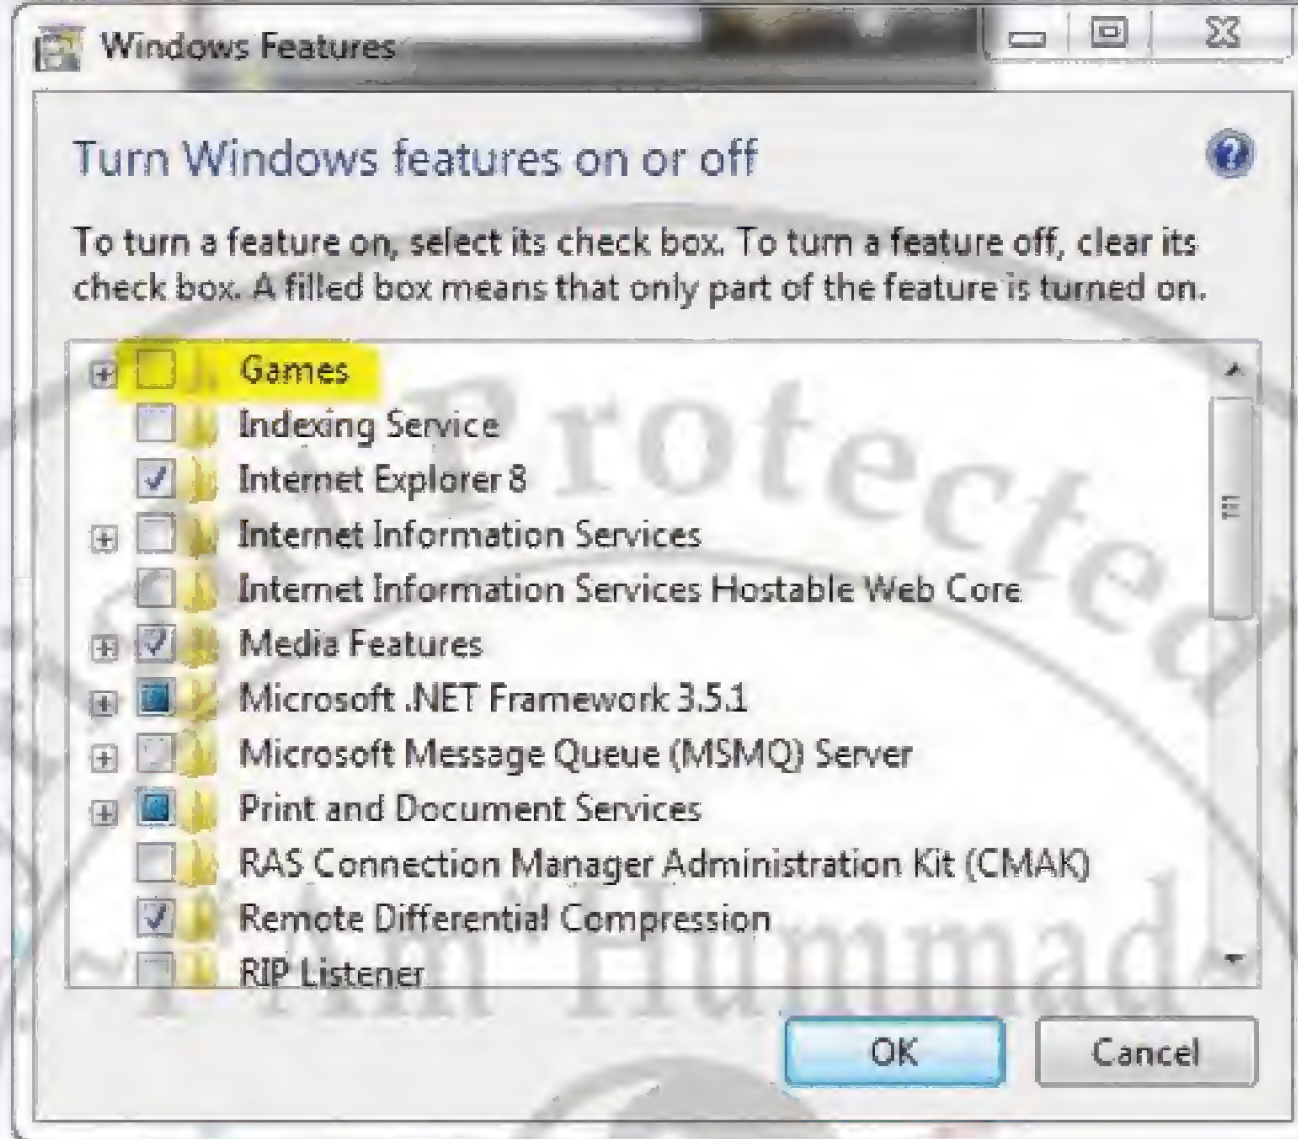 Windows Features
Turn Windows features on or off
To turn a feature on, select its check box. To turn a feature off, clear its
check box. A filled box means that only part of the feature is turned on.
Games
Indexing Service
Internet Explorer 8
Internet Information Services
Internet Information Services Hostable Web Core
Media Features
Microsoft .NET Framework 3.5.1
Microsoft Message Queue (MSMQ) Server
Print and Document Services
RAS Connection Manager Administration Kit (CMAK)
Remote Differential Compression
RIP Listener
OK
Cancel
Protected
Hammad